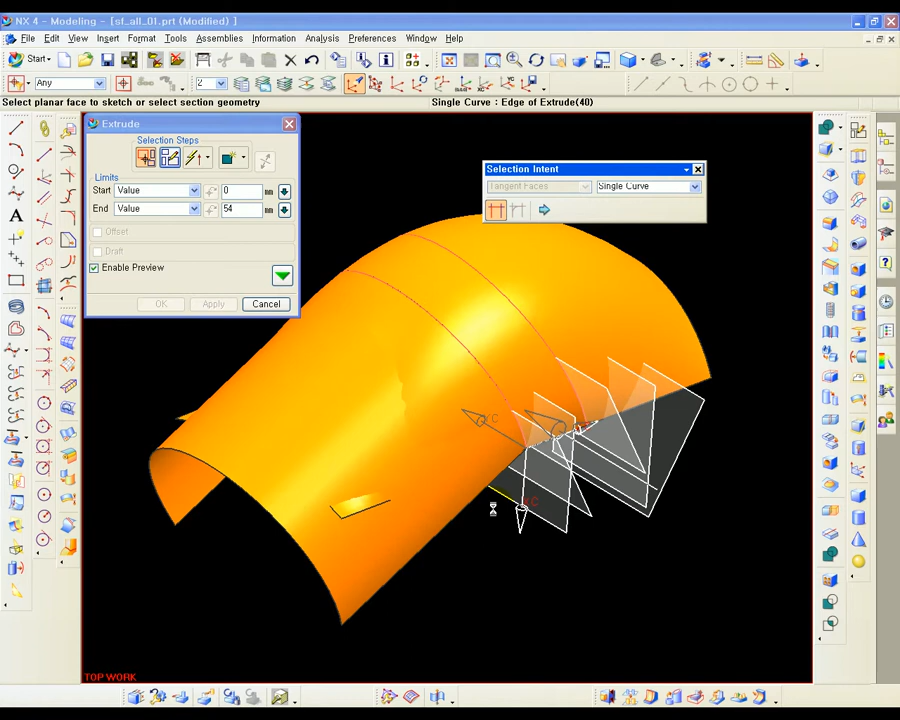 NX 4 - Modeling - [sf_all_01.prt (Modified) ]
File Edit View Insert Format Tools Assemblies Information Analysis Preferences Window Help
Start
Any
2
Select planar face to sketch or select section geometry
Single Curve : Edge of Extrude(40)
Extrude
Selection Steps
Limits
Start Value 0 mm
End Value 54 mm
Offset
Draft
Enable Preview
OK Apply Cancel
Selection Intent
Tangent Faces Single Curve
YC
XC
A
TOP WORK